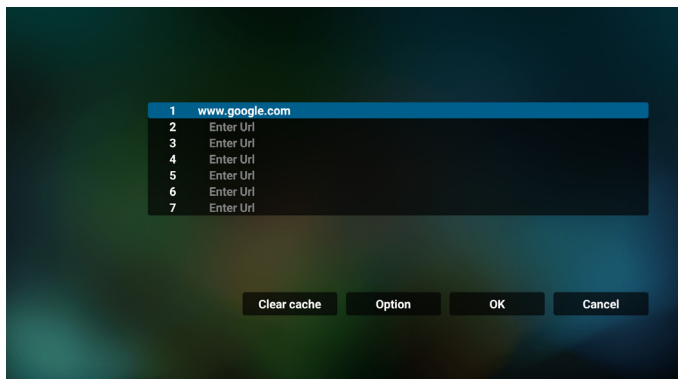 1 www.google.com
2 Enter Url
3 Enter Url
4 Enter Url
5 Enter Url
6 Enter Url
7 Enter Url
Clear cache Option OK Cancel